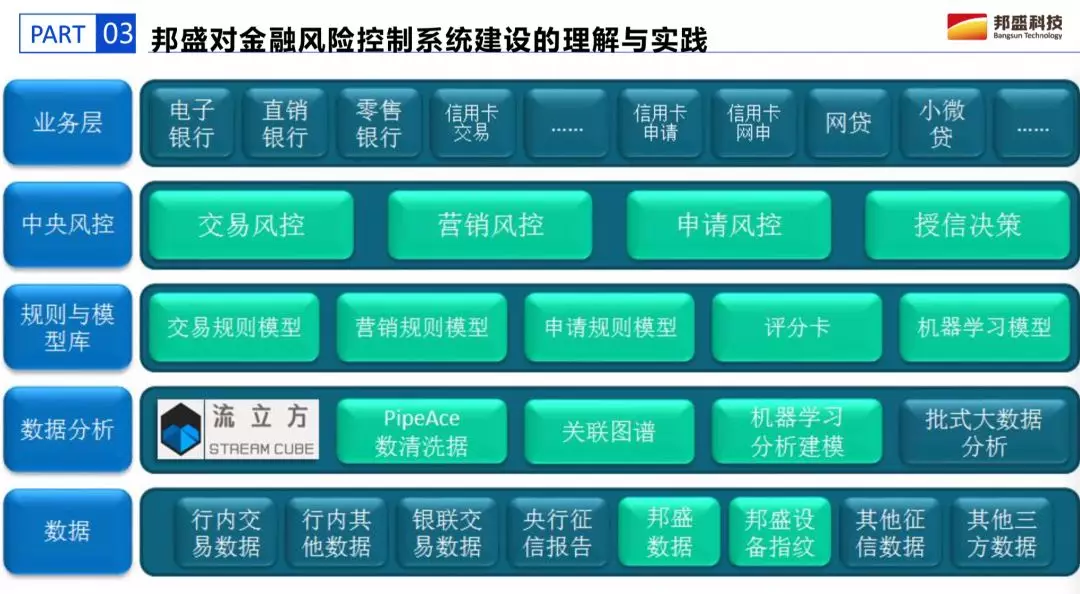 PART 03
邦盛对金融风险控制系统建设的理解与实践
邦盛科技
Bangsun Technology
业务层
电子
银行
直销
银行
零售
银行
信用卡
交易
......
信用卡
申请
信用卡
网申
网贷
小微
贷
......
中央风控
交易风控
营销风控
申请风控
授信决策
规则与模
型库
交易规则模型
营销规则模型
申请规则模型
评分卡
机器学习模型
数据分析
流立方
STREAM CUBE
PipeAce
数清洗据
关联图谱
机器学习
分析建模
批式大数据
分析
数据
行内交
易数据
行内其
他数据
银联交
易数据
央行征
信报告
邦盛
数据
邦盛设
备指纹
其他征
信数据
其他三
方数据